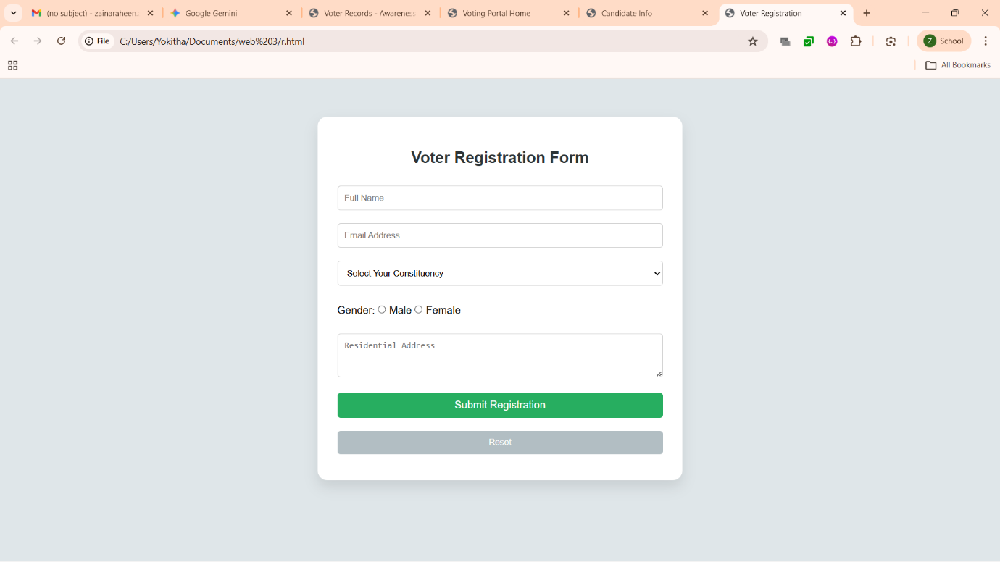 (no subject) - zainaraheen.
Google Gemini
Voter Records - Awareness
Voting Portal Home
Candidate Info
Voter Registration
File
C:/Users/Yokitha/Documents/web%203/r.html
Z
School
All Bookmarks
Voter Registration Form
Full Name
Email Address
Select Your Constituency
Gender: Male Female
Residential Address
Submit Registration
Reset